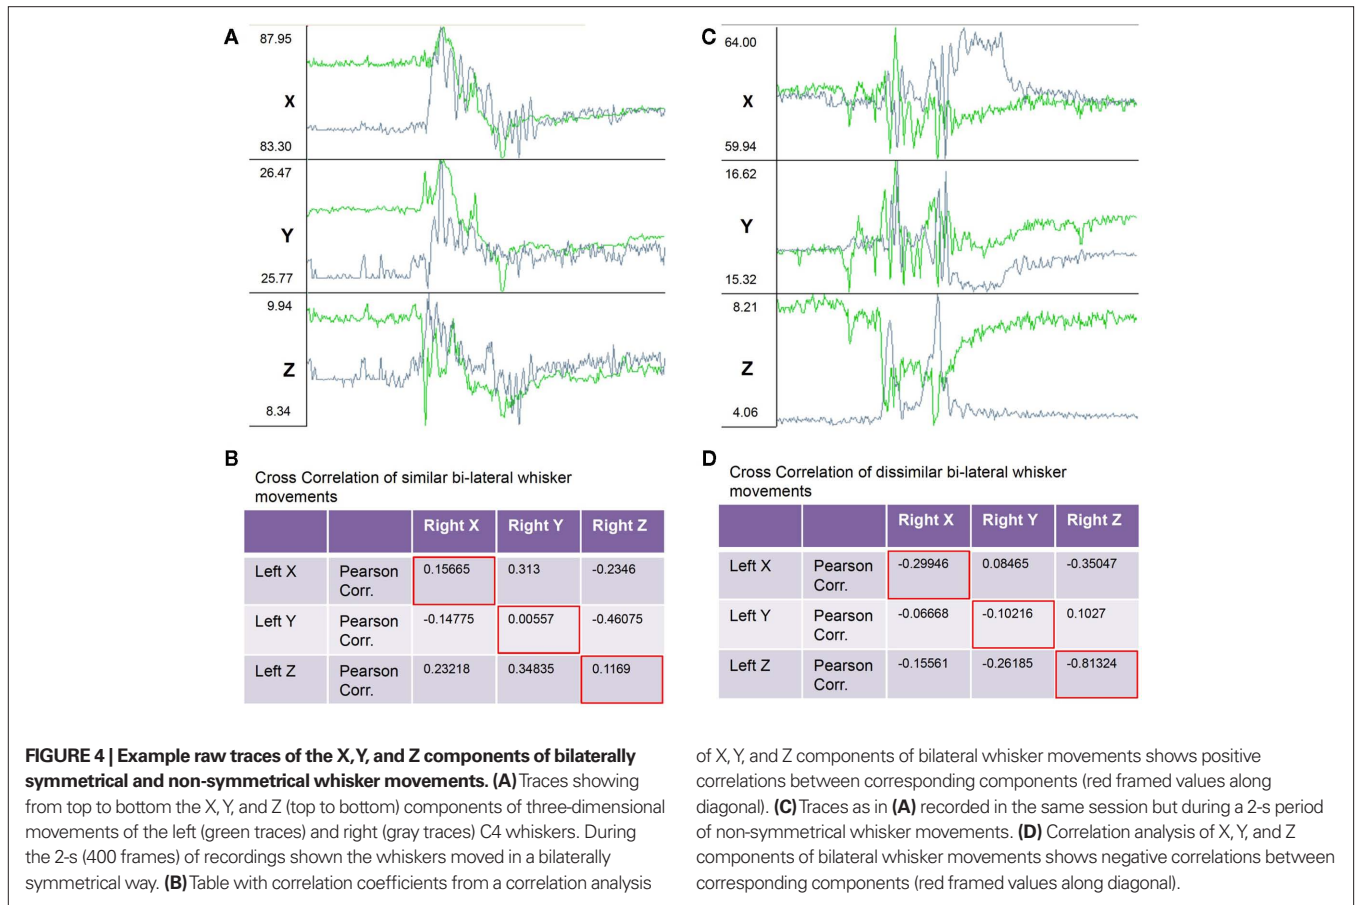 A
87.95
X
83.30
26.47
Y
25.77
9.94
Z
8.34
B
Cross Correlation of similar bi-lateral whisker
movements
Right X Right Y Right Z
Left X Pearson Corr. 0.15665 0.313 -0.2346
Left Y Pearson Corr. -0.14775 0.00557 -0.46075
Left Z Pearson Corr. 0.23218 0.34835 0.1169
C
64.00
X
59.94
16.62
Y
15.32
8.21
Z
4.06
D
Cross Correlation of dissimilar bi-lateral whisker
movements
Right X Right Y Right Z
Left X Pearson Corr. -0.29946 0.08465 -0.35047
Left Y Pearson Corr. -0.06668 -0.10216 0.1027
Left Z Pearson Corr. -0.15561 -0.26185 -0.81324
FIGURE 4 | Example raw traces of the X, Y, and Z components of bilaterally
symmetrical and non-symmetrical whisker movements. (A) Traces showing
from top to bottom the X, Y, and Z (top to bottom) components of three-dimensional
movements of the left (green traces) and right (gray traces) C4 whiskers. During
the 2-s (400 frames) of recordings shown the whiskers moved in a bilaterally
symmetrical way. (B) Table with correlation coefficients from a correlation analysis
of X, Y, and Z components of bilateral whisker movements shows positive
correlations between corresponding components (red framed values along
diagonal). (C) Traces as in (A) recorded in the same session but during a 2-s period
of non-symmetrical whisker movements. (D) Correlation analysis of X, Y, and Z
components of bilateral whisker movements shows negative correlations between
corresponding components (red framed values along diagonal).